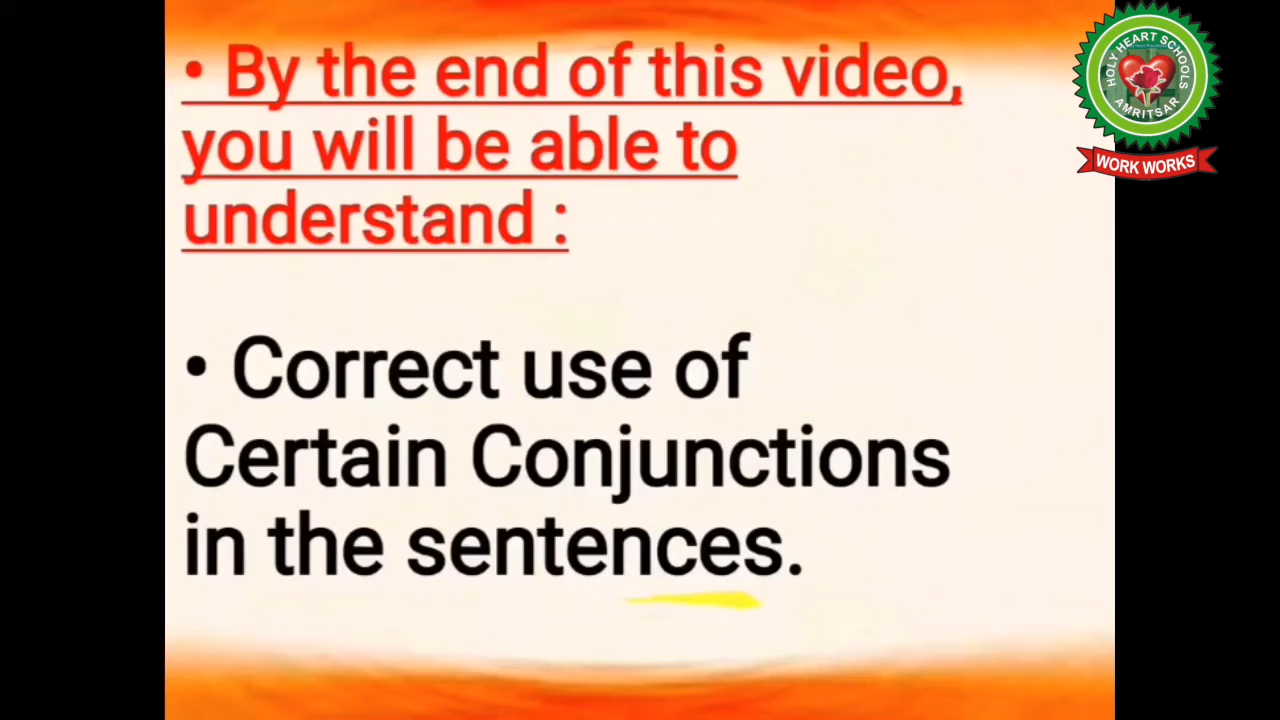 • By the end of this video,
you will be able to
understand :
• Correct use of
Certain Conjunctions
in the sentences.
HOLY HEART SCHOOLS
AMRITSAR
WORK WORKS